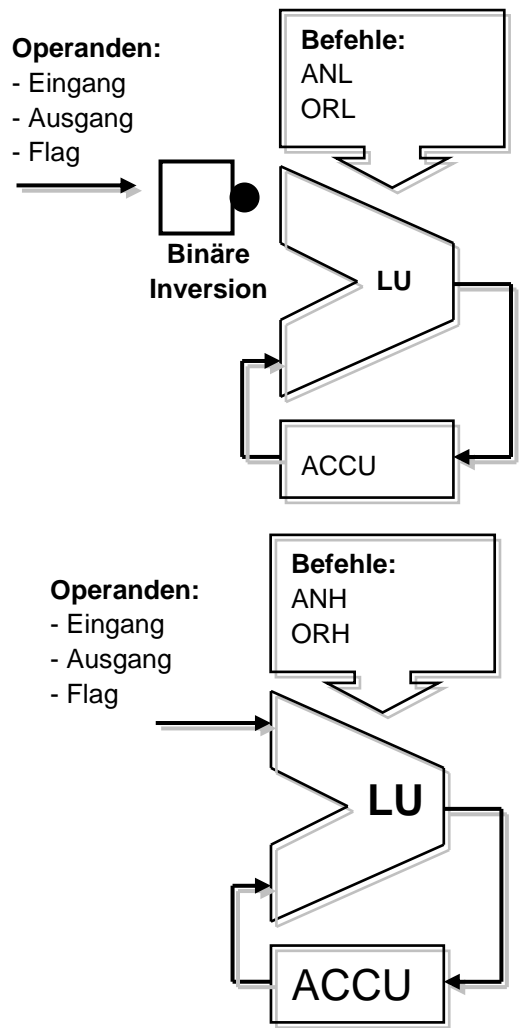 Operanden:
- Eingang
- Ausgang
- Flag
Befehle:
ANL
ORL
Binäre
Inversion
LU
ACCU
Operanden:
- Eingang
- Ausgang
- Flag
Befehle:
ANH
ORH
LU
ACCU